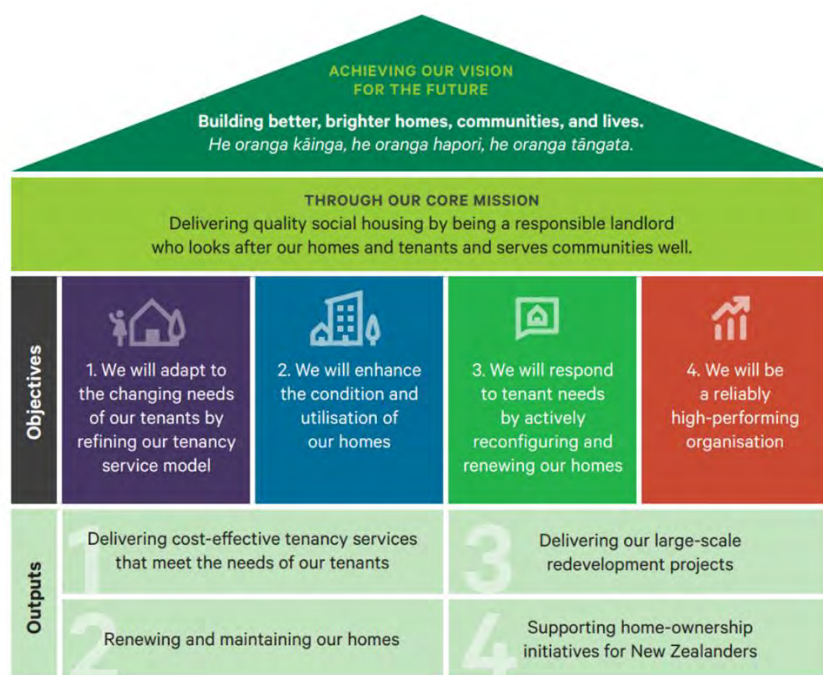 ACHIEVING OUR VISION
FOR THE FUTURE
Building better, brighter homes, communities, and lives.
He oranga kāinga, he oranga hapori, he oranga tāngata.
THROUGH OUR CORE MISSION
Delivering quality social housing by being a responsible landlord
who looks after our homes and tenants and serves communities well.
Objectives
1. We will adapt to
the changing needs
of our tenants by
refining our tenancy
service model
2. We will enhance
the condition and
utilisation of
our homes
3. We will respond
to tenant needs
by actively
reconfiguring and
renewing our homes
4. We will be
a reliably
high-performing
organisation
Outputs
1
Delivering cost-effective tenancy services
that meet the needs of our tenants
2
Renewing and maintaining our homes
3
Delivering our large-scale
redevelopment projects
4
Supporting home-ownership
initiatives for New Zealanders